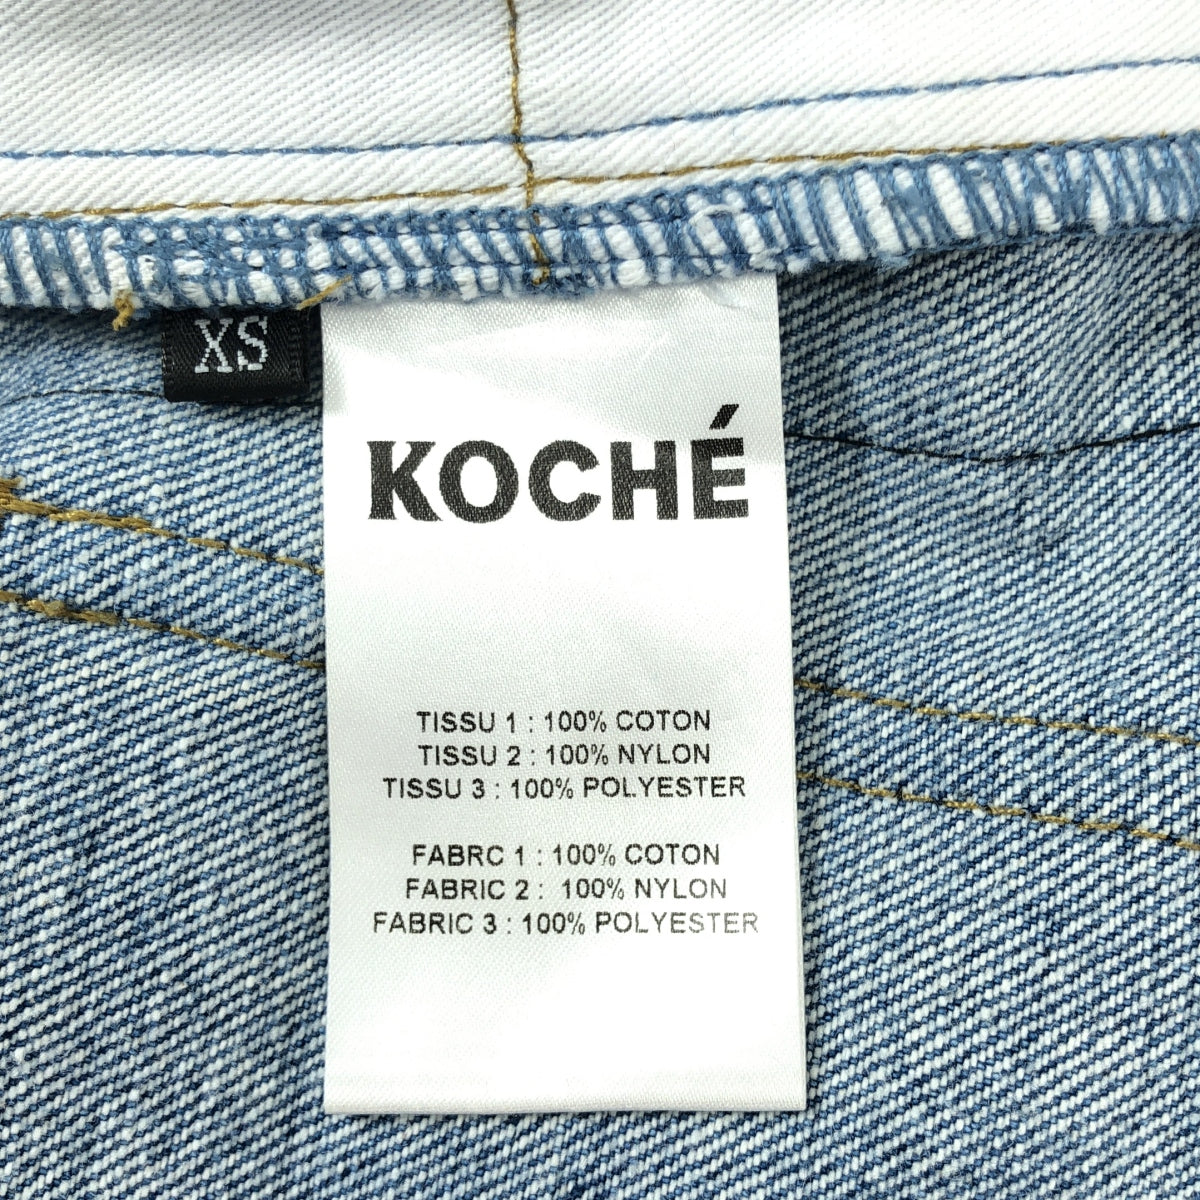 XS
KOCHÉ
TISSU 1 : 100% COTON
TISSU 2 : 100% NYLON
TISSU 3 : 100% POLYESTER
FABRC 1 : 100% COTON
FABRIC 2 : 100% NYLON
FABRIC 3 : 100% POLYESTER